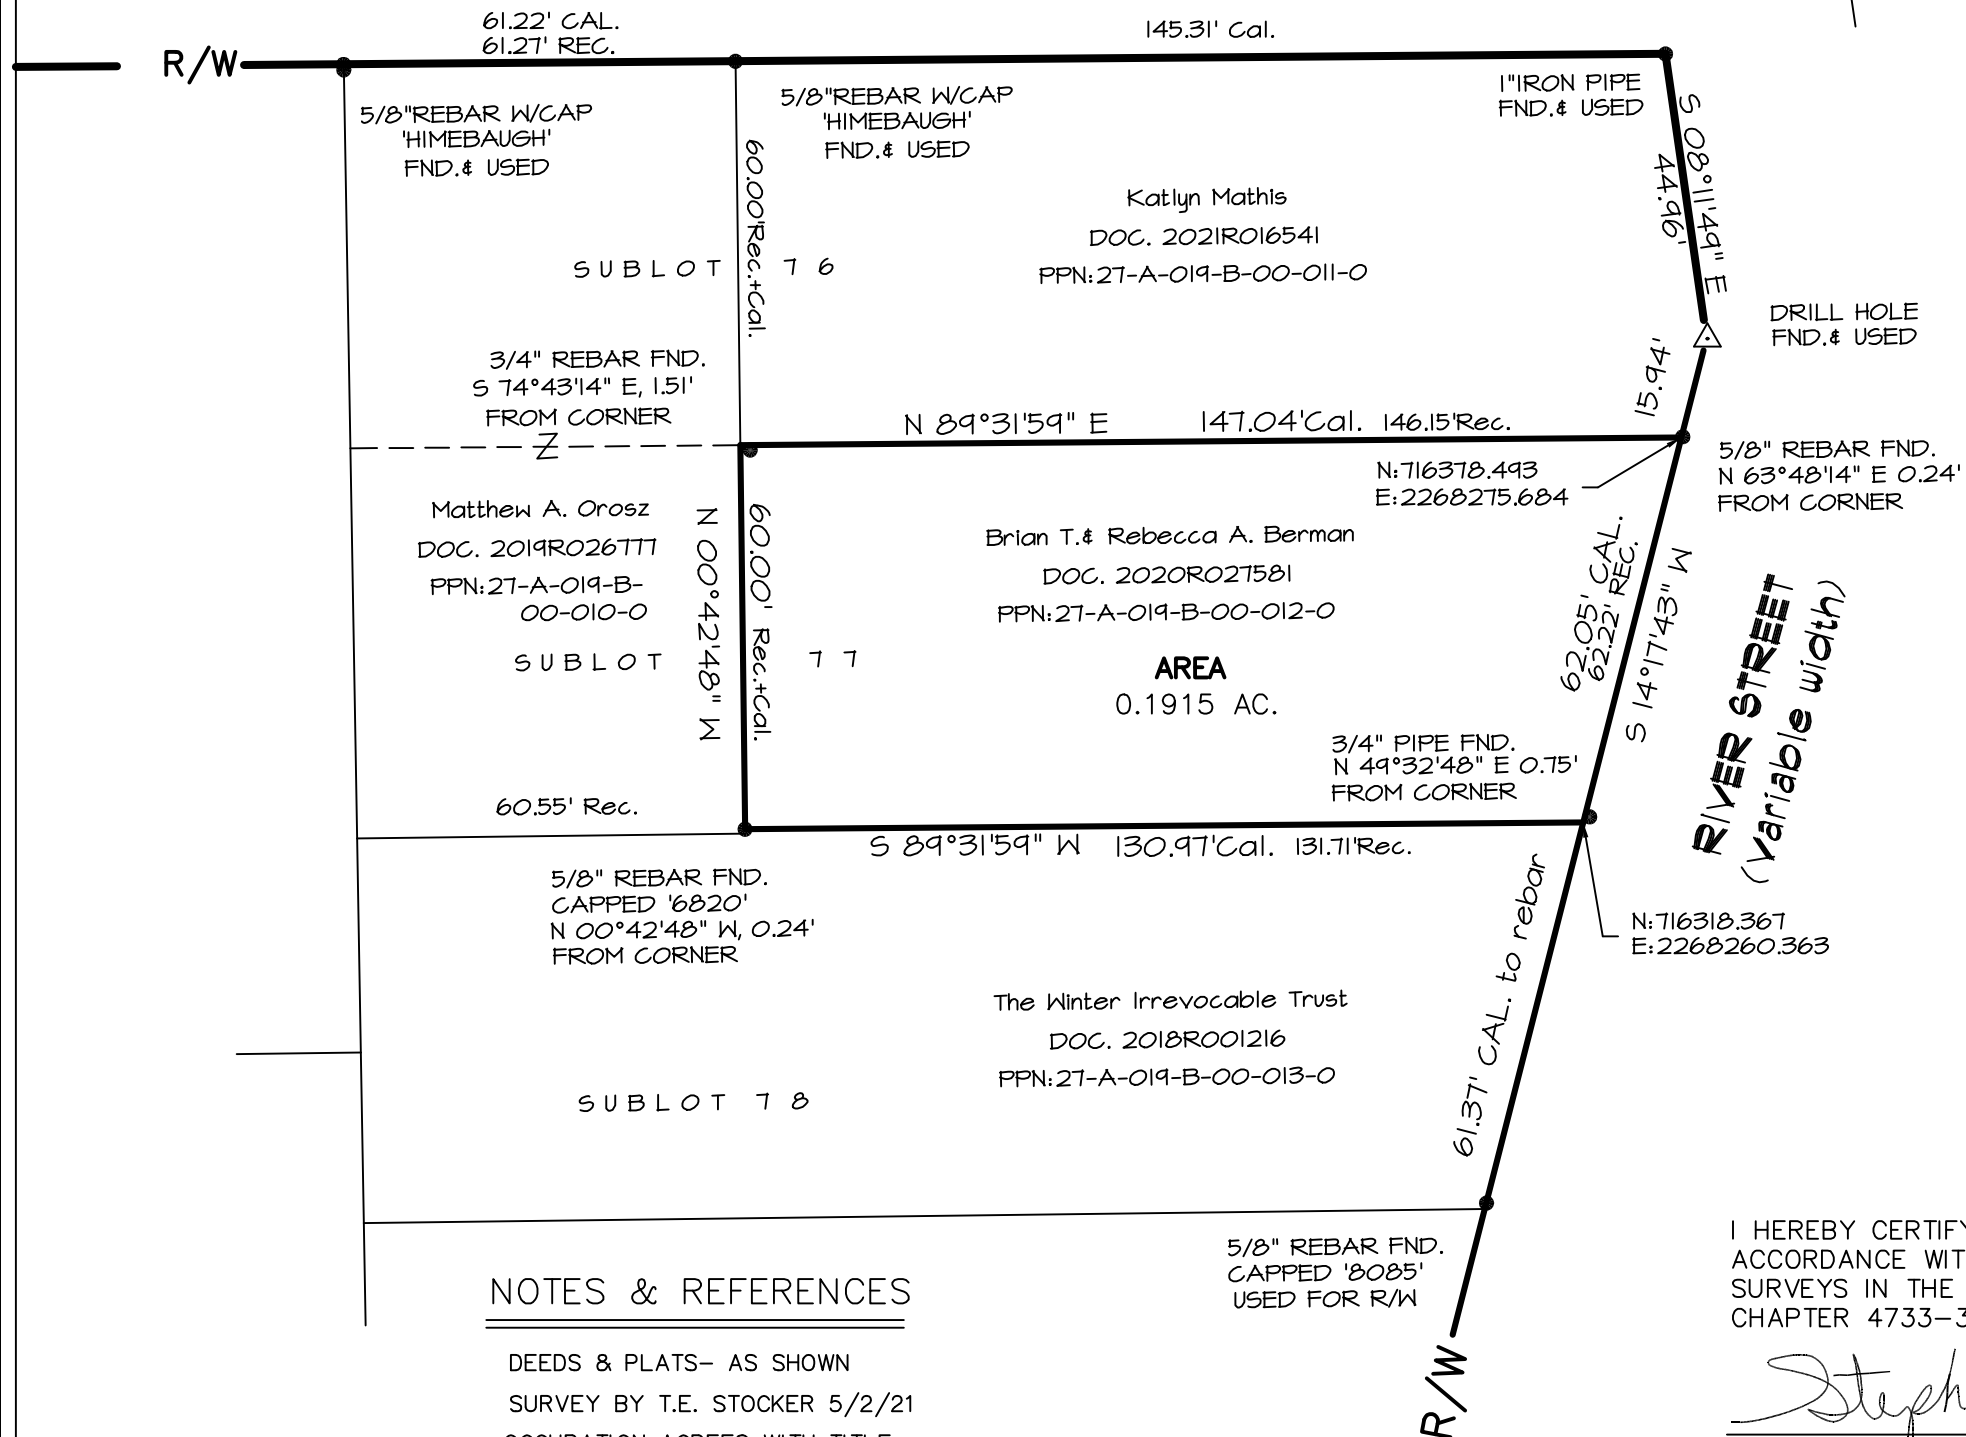 61.22' CAL.
61.27' REC.
145.31' Cal.
R/W
5/8"REBAR W/CAP
'HIMEBAUGH'
FND.& USED
5/8"REBAR W/CAP
'HIMEBAUGH'
FND.& USED
1"IRON PIPE
FND.& USED
S 08°11'49" E
44.96'
60.00'Rec.+Cal.
Katlyn Mathis
DOC. 2021R016541
PPN:27-A-019-B-00-011-0
SUBLOT 76
DRILL HOLE
FND.& USED
15.94'
3/4" REBAR FND.
S 74°43'14" E, 1.51'
FROM CORNER
Z
N 89°31'59" E 147.04'Cal. 146.15'Rec.
N:716378.493
E:2268275.684
5/8" REBAR FND.
N 63°48'14" E 0.24'
FROM CORNER
Matthew A. Orosz
DOC. 2019R026777
PPN:27-A-019-B-
00-010-0
N 00°42'48" W
60.00' Rec.+Cal.
Brian T.& Rebecca A. Berman
DOC. 2020R027581
PPN:27-A-019-B-00-012-0
SUBLOT 77
AREA
0.1915 AC.
62.05' CAL.
62.22' REC.
S 14°17'43" W
RIVER STREET
(Variable width)
3/4" PIPE FND.
N 49°32'48" E 0.75'
FROM CORNER
60.55' Rec.
S 89°31'59" W 130.97'Cal. 131.71'Rec.
5/8" REBAR FND.
CAPPED '6820'
N 00°42'48" W, 0.24'
FROM CORNER
N:716318.367
E:2268260.363
61.37' CAL. to rebar
The Winter Irrevocable Trust
DOC. 2018R001216
PPN:27-A-019-B-00-013-0
SUBLOT 78
5/8" REBAR FND.
CAPPED '8085'
USED FOR R/W
R/W
I HEREBY CERTIFY
ACCORDANCE WIT
SURVEYS IN THE
CHAPTER 4733-3
Steph
NOTES & REFERENCES
DEEDS & PLATS- AS SHOWN
SURVEY BY T.E. STOCKER 5/2/21
OCCUPATION AGREES WITH TITLE